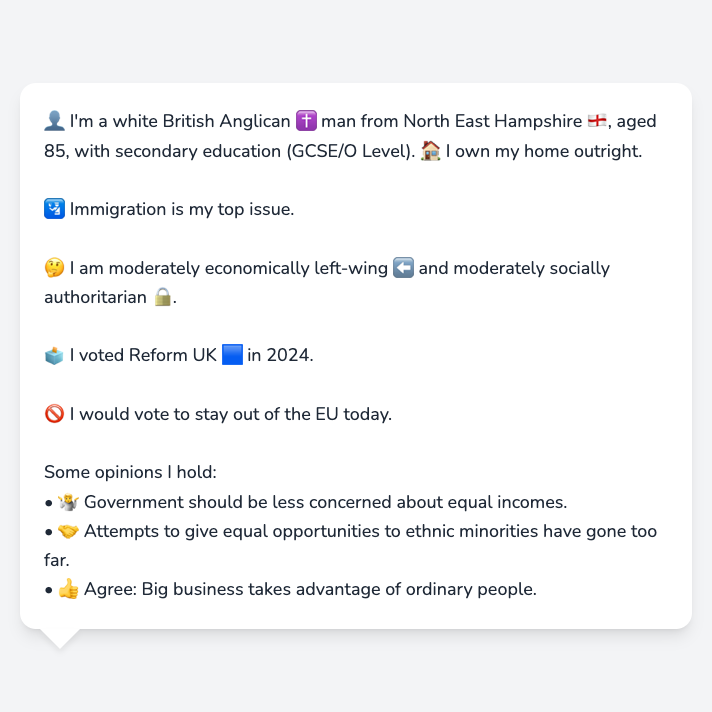 👤 I'm a white British Anglican ✝️ man from North East Hampshire 🏴󠁧󠁢󠁥󠁮󠁧󠁿, aged
85, with secondary education (GCSE/O Level). 🏠 I own my home outright.
🛂 Immigration is my top issue.
🤔 I am moderately economically left-wing ⬅️ and moderately socially
authoritarian 🔒.
🗳️ I voted Reform UK 🟦 in 2024.
🚫 I would vote to stay out of the EU today.
Some opinions I hold:
• 🤷 Government should be less concerned about equal incomes.
• 🤝 Attempts to give equal opportunities to ethnic minorities have gone too
far.
• 👍 Agree: Big business takes advantage of ordinary people.